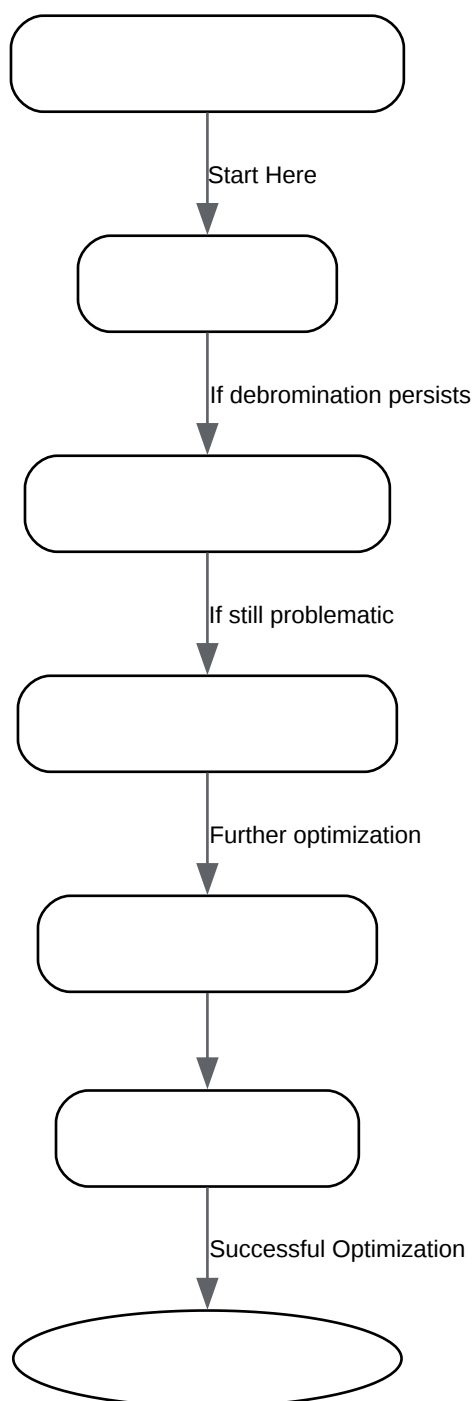 Start Here
If debromination persists
If still problematic
Further optimization
Successful Optimization